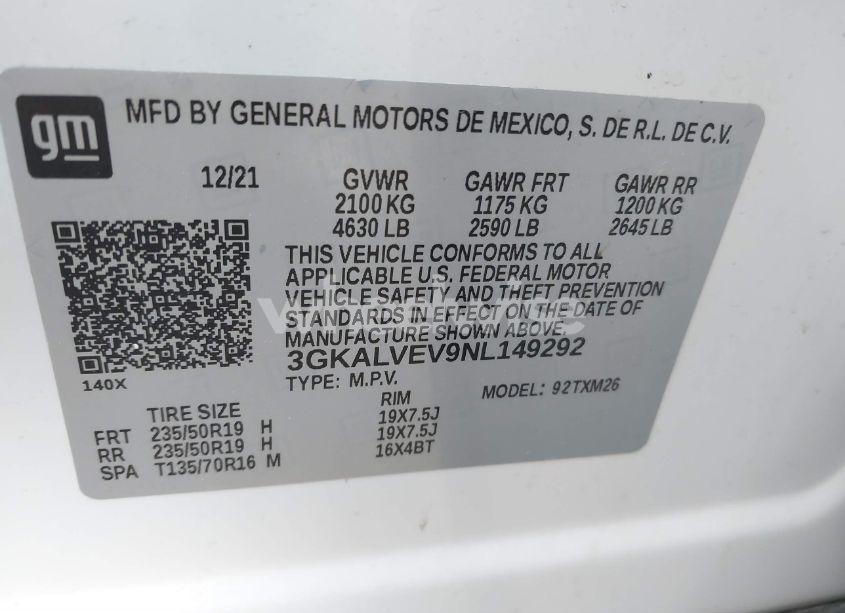 gm
MFD BY GENERAL MOTORS DE MEXICO, S. DE R.L. DE C.V.
12/21 GVWR GAWR FRT GAWR RR
2100 KG 1175 KG 1200 KG
4630 LB 2590 LB 2645 LB
THIS VEHICLE CONFORMS TO ALL
APPLICABLE U.S. FEDERAL MOTOR
VEHICLE SAFETY AND THEFT PREVENTION
STANDARDS IN EFFECT ON THE DATE OF
MANUFACTURE SHOWN ABOVE.
3GKALVEV9NL149292
140X TYPE: M.P.V. MODEL: 92TXM26
TIRE SIZE RIM
FRT 235/50R19 H 19X7.5J
RR 235/50R19 H 19X7.5J
SPA T135/70R16 M 16X4BT